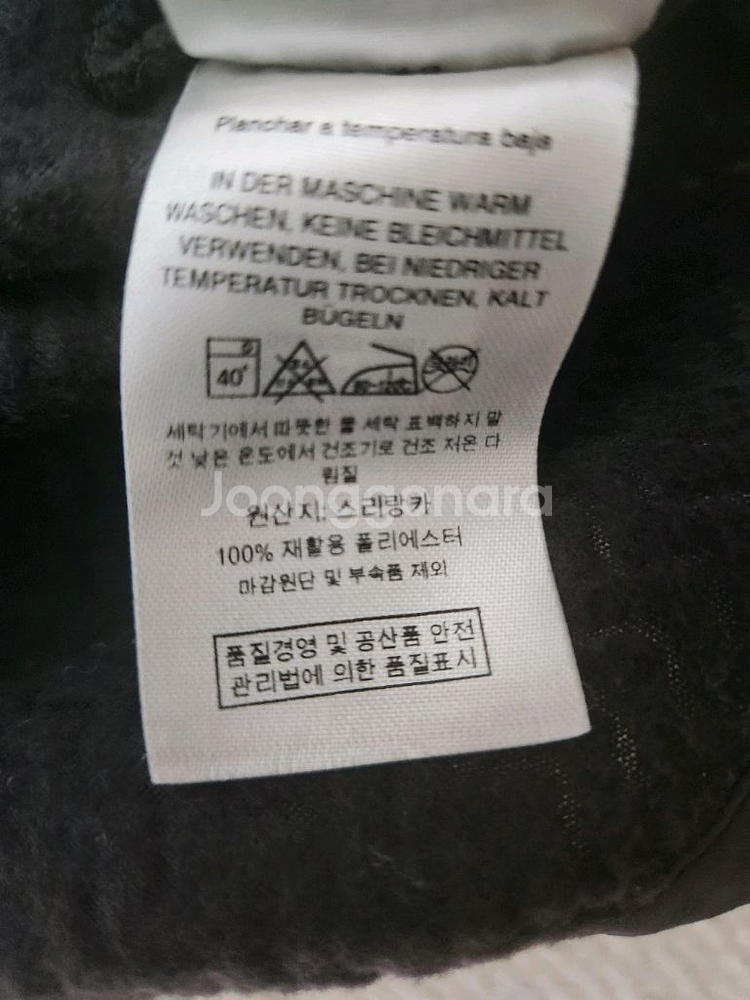 Planchar a temperatura baja
IN DER MASCHINE WARM
WASCHEN, KEINE BLEICHMITTEL
VERWENDEN, BEI NIEDRIGER
TEMPERATUR TROCKNEN, KALT
BÜGELN
40°
80~120℃
세탁기에서 따뜻한 물 세탁 표백하지 말
것 낮은 온도에서 건조기로 건조 저온 다
림질
Joonggonara
원산지: 스리랑카
100% 재활용 폴리에스터
마감원단 및 부속품 제외
품질경영 및 공산품 안전
관리법에 의한 품질표시